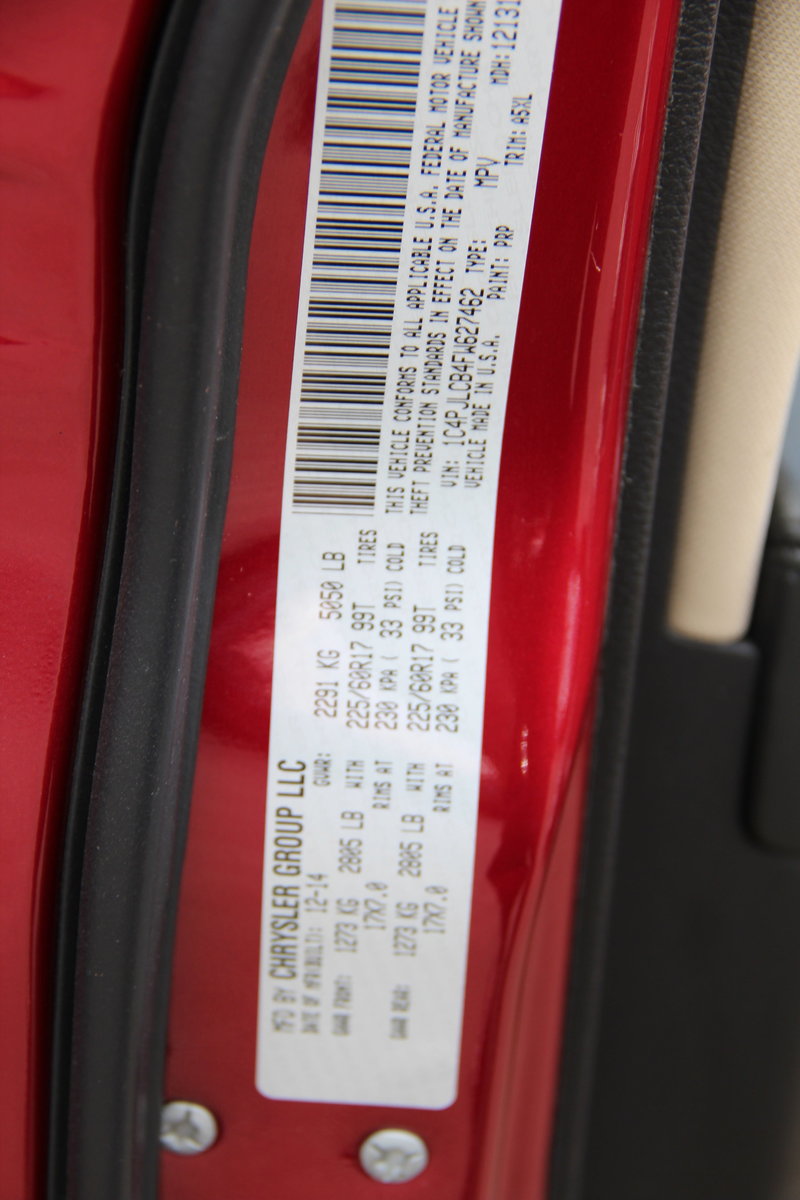 MFD BY CHRYSLER GROUP LLC
DATE OF MFR(BUILT): 12-14 GVWR: 2291 KG 5050 LB
GAWR FRONT: 1273 KG 2805 LB WITH 225/60R17 99T TIRES
17X7.0 RIMS AT 230 KPA ( 33 PSI) COLD
GAWR REAR: 1273 KG 2805 LB WITH 225/60R17 99T TIRES
17X7.0 RIMS AT 230 KPA ( 33 PSI) COLD
THIS VEHICLE CONFORMS TO ALL APPLICABLE U.S.A. FEDERAL MOTOR VEHICLE
THEFT PREVENTION STANDARDS IN EFFECT ON THE DATE OF MANUFACTURE SHOWN
VIN: 1C4PJLCB4FW627462 TYPE: MPV MDH:12131
VEHICLE MADE IN U.S.A. PAINT: PRP TRIM: A5XL